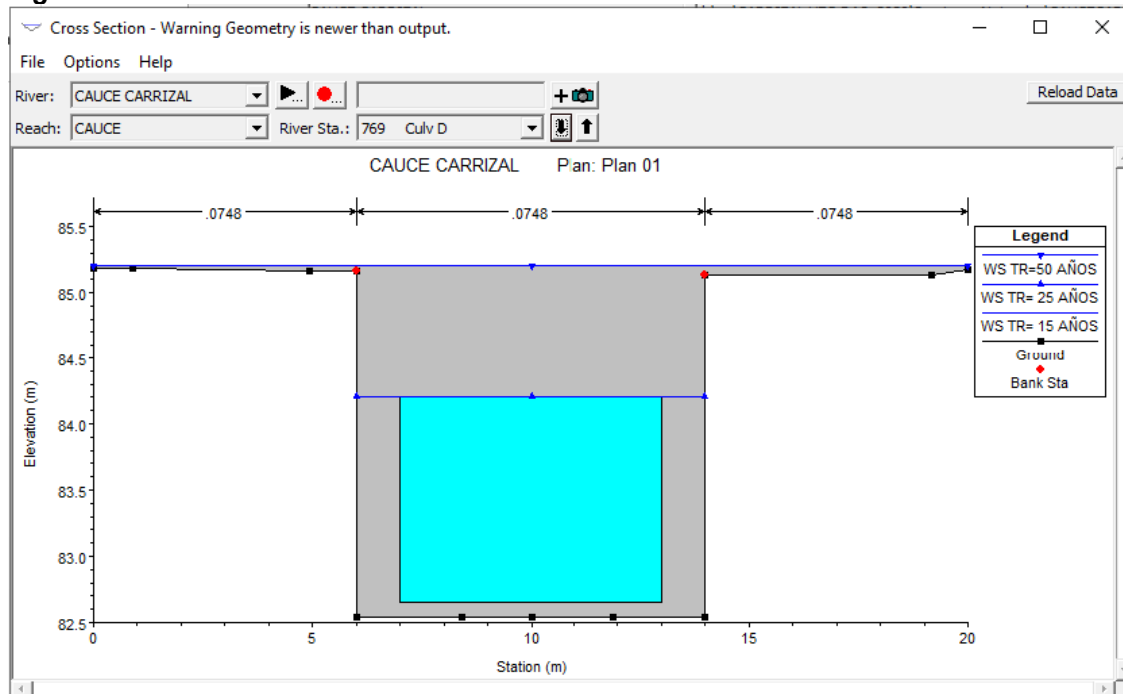 Cross Section - Warning Geometry is newer than output.
File Options Help
River: CAUCE CARRIZAL
Reload Data
Reach: CAUCE River Sta.: 769 Culv D
CAUCE CARRIZAL Plan: Plan 01
.0748 .0748 .0748
85.5
85.0
84.5
84.0
83.5
83.0
82.5
Elevation (m)
0 5 10 15 20
Station (m)
Legend
WS TR=50 AÑOS
WS TR= 25 AÑOS
WS TR= 15 AÑOS
Ground
Bank Sta